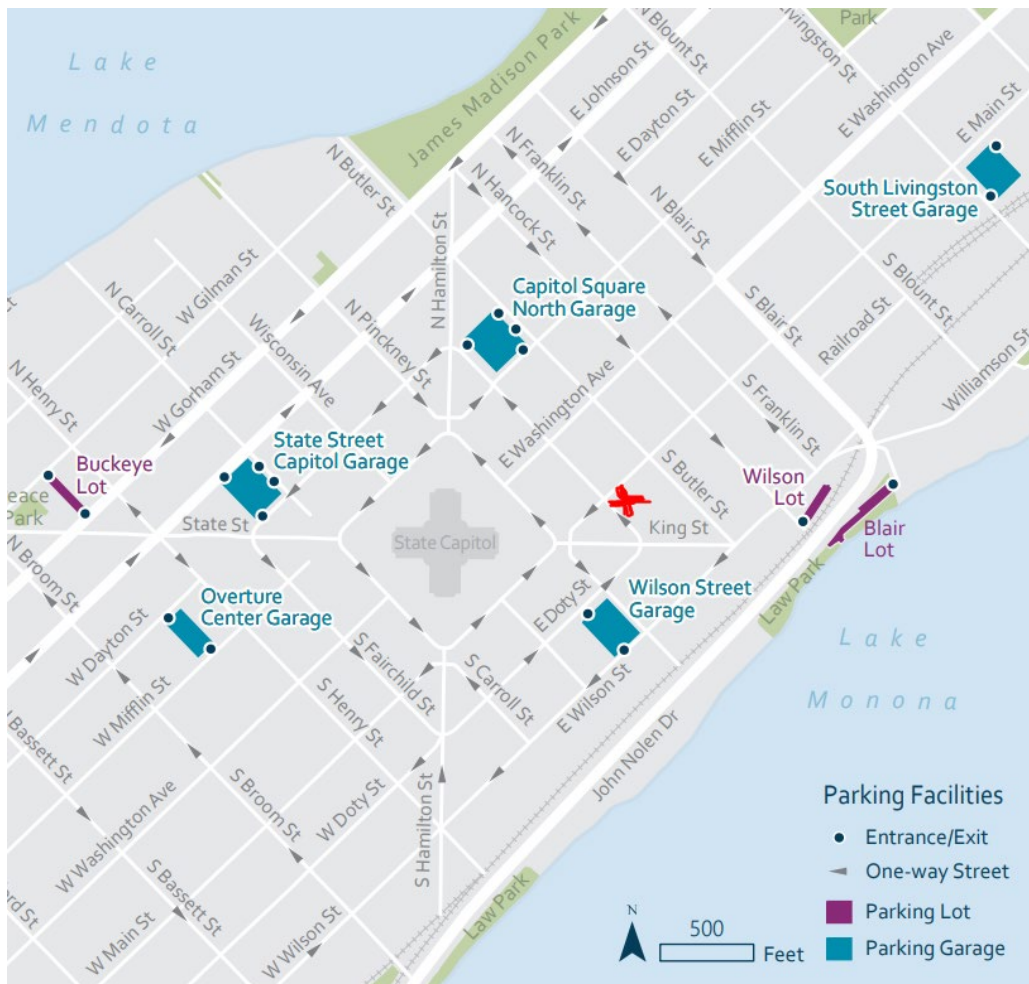 Lake
Mendota
James Madison Park
Park
N Blount St
Livingston St
E Washington Ave
E Johnson St
E Dayton St
E Mifflin St
E Main St
N Butler St
N Franklin St
N Hancock St
N Blair St
South Livingston
Street Garage
N Hamilton St
W Gilman St
N Carroll St
Capitol Square
North Garage
N Pinckney St
Wisconsin Ave
S Blair St
Railroad St
S Blount St
Williamson St
N Henry St
W Gorham St
E Washington Ave
S Franklin St
State Street
Capitol Garage
Buckeye
Lot
eace
Park
State St
S Butler St
Wilson
Lot
State Capitol
King St
Blair
Lot
N Broom St
Overture
Center Garage
E Doty St
Wilson Street
Garage
Law Park
Lake
Monona
W Dayton St
W Mifflin St
S Fairchild St
S Carroll St
S Henry St
E Wilson St
Bassett St
S Broom St
W Doty St
John Nolen Dr
W Washington Ave
S Hamilton St
S Bassett St
W Main St
W Wilson St
Law Park
ard St
Parking Facilities
Entrance/Exit
One-way Street
Parking Lot
Parking Garage
N
500
Feet